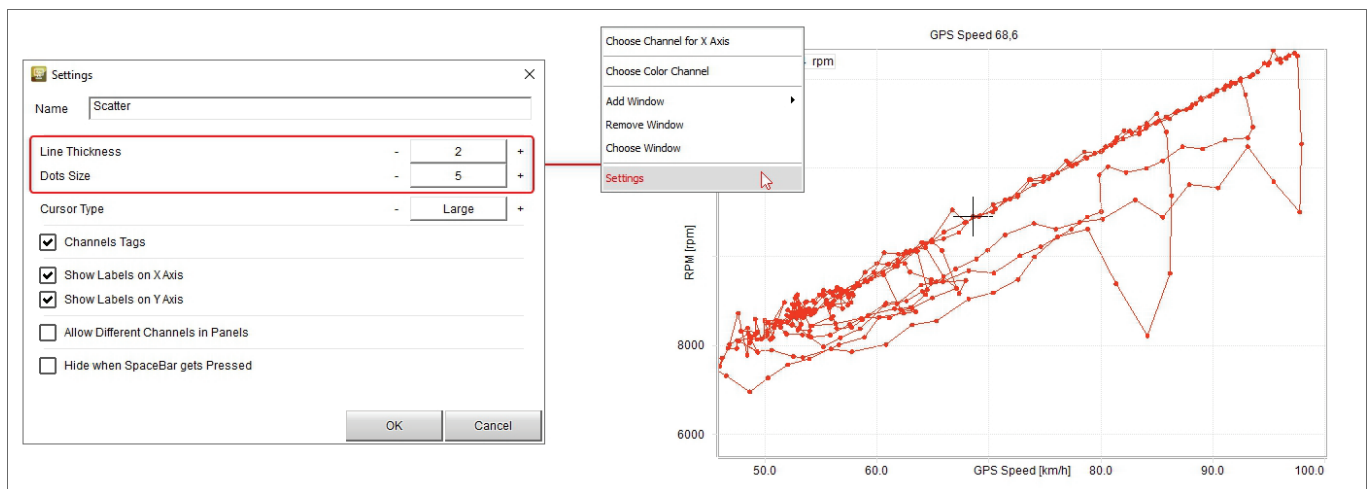 Settings
Name Scatter
Line Thickness - 2 +
Dots Size - 5 +
Cursor Type - Large +
Channels Tags
Show Labels on X Axis
Show Labels on Y Axis
Allow Different Channels in Panels
Hide when SpaceBar gets Pressed
OK Cancel
Choose Channel for X Axis
Choose Color Channel
Add Window
Remove Window
Choose Window
Settings
GPS Speed 68,6
rpm
RPM [rpm]
8000
6000
50.0 60.0 GPS Speed [km/h] 80.0 90.0 100.0